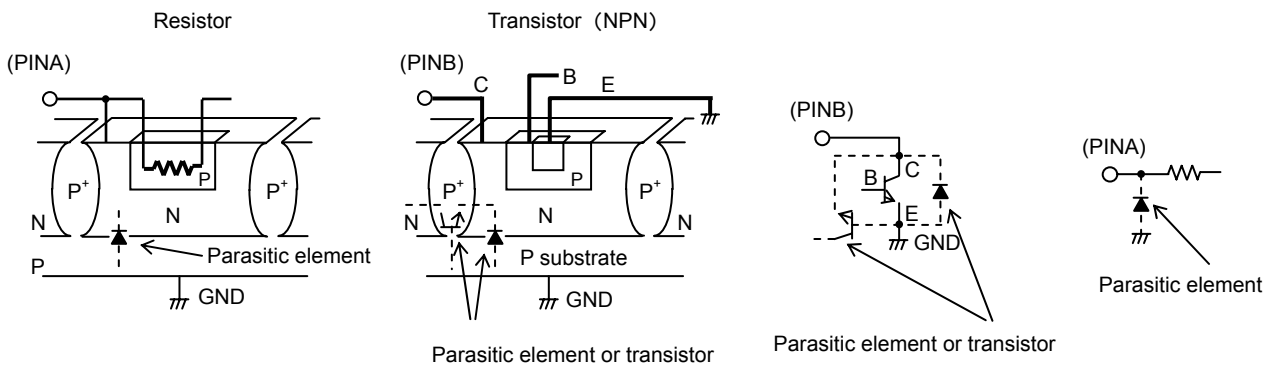 Resistor
Transistor (NPN)
(PINA)
(PINB)
C
B
E
(PINB)
(PINA)
P+
P
P+
P+
P
P+
C
B
N
N
N
N
N
E
GND
Parasitic element
P
P substrate
Parasitic element
GND
GND
Parasitic element or transistor
Parasitic element or transistor